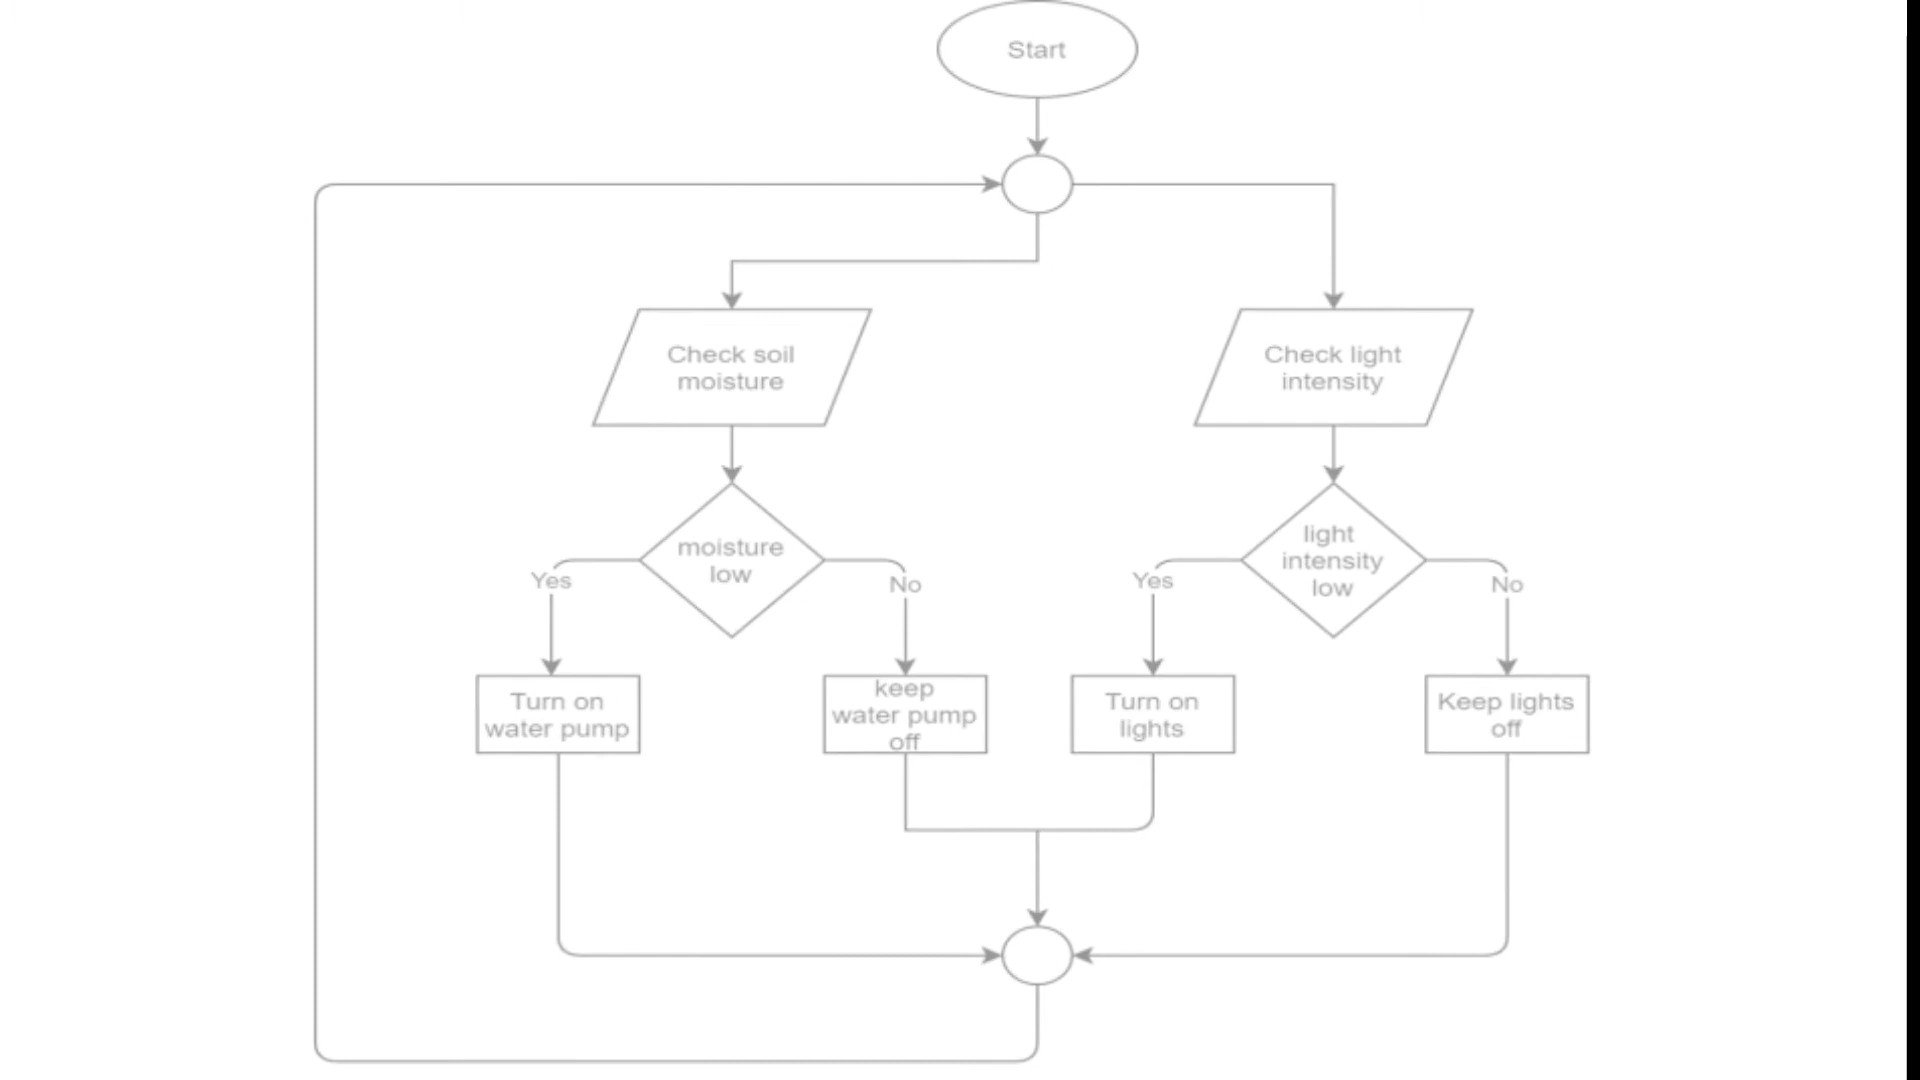 Start
Check soil
moisture
Check light
intensity
moisture
low
light
intensity
low
Yes
No
Yes
No
Turn on
water pump
keep
water pump
off
Turn on
lights
Keep lights
off